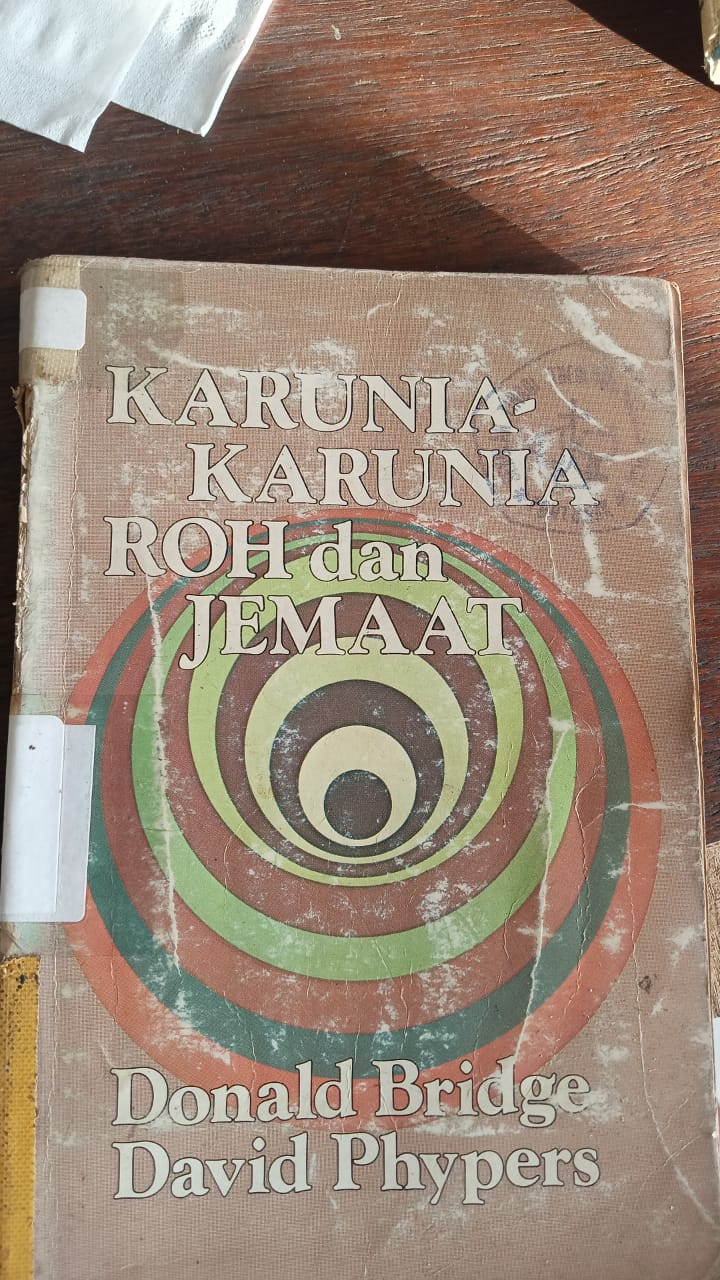 KARUNIA-
KARUNIA
ROH dan
JEMAAT
Donald Bridge
David Phypers